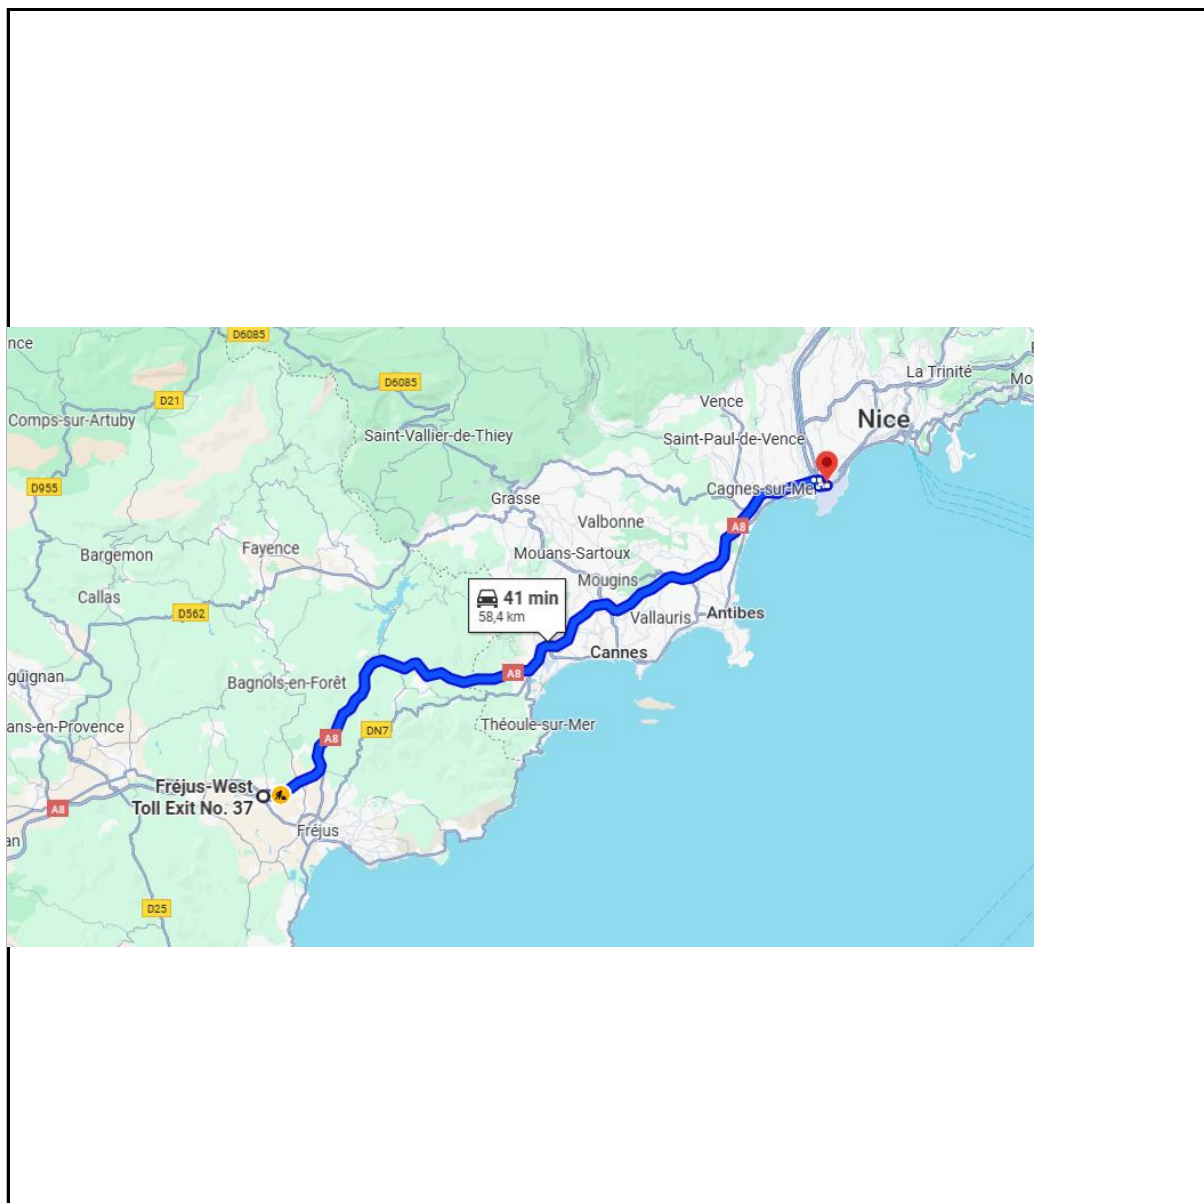 D6085
nce
La Trinité
D6085
Mo
D21
Vence
Comps-sur-Artuby
Nice
Saint-Vallier-de-Thiey
Saint-Paul-de-Vence
D955
Cagnes-sur-Mer
Grasse
Valbonne
A8
Fayence
Bargemon
Mouans-Sartoux
Mougins
Callas
41 min
58,4 km
D562
Vallauris
Antibes
Cannes
A8
guignan
Bagnols-en-Forêt
ans-en-Provence
Théoule-sur-Mer
DN7
A8
Fréjus-West
Toll Exit No. 37
A8
Fréjus
an
D25